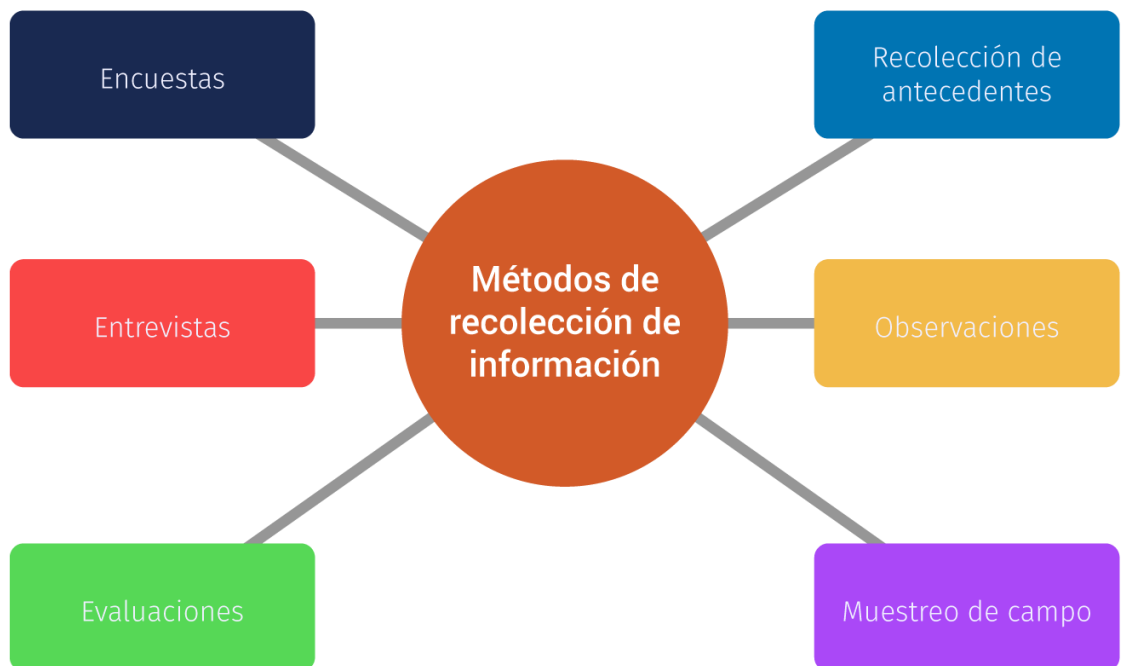 Encuestas
Recolección de
antecedentes
Métodos de
recolección de
información
Entrevistas
Observaciones
Evaluaciones
Muestreo de campo